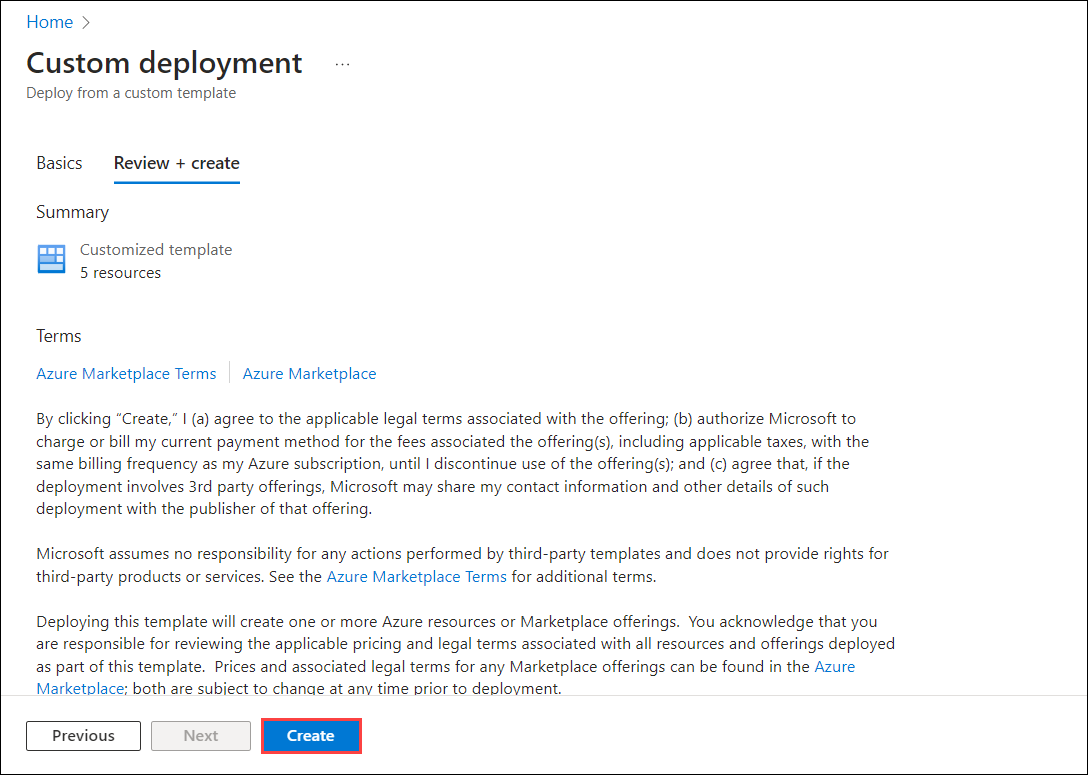 Home
Custom deployment ...
Deploy from a custom template
Basics Review + create
Summary
Customized template
5 resources
Terms
Azure Marketplace Terms Azure Marketplace
By clicking “Create,” I (a) agree to the applicable legal terms associated with the offering; (b) authorize Microsoft to
charge or bill my current payment method for the fees associated the offering(s), including applicable taxes, with the
same billing frequency as my Azure subscription, until I discontinue use of the offering(s); and (c) agree that, if the
deployment involves 3rd party offerings, Microsoft may share my contact information and other details of such
deployment with the publisher of that offering.
Microsoft assumes no responsibility for any actions performed by third-party templates and does not provide rights for
third-party products or services. See the Azure Marketplace Terms for additional terms.
Deploying this template will create one or more Azure resources or Marketplace offerings. You acknowledge that you
are responsible for reviewing the applicable pricing and legal terms associated with all resources and offerings deployed
as part of this template. Prices and associated legal terms for any Marketplace offerings can be found in the Azure
Marketplace; both are subject to change at any time prior to deployment.
Previous Next Create